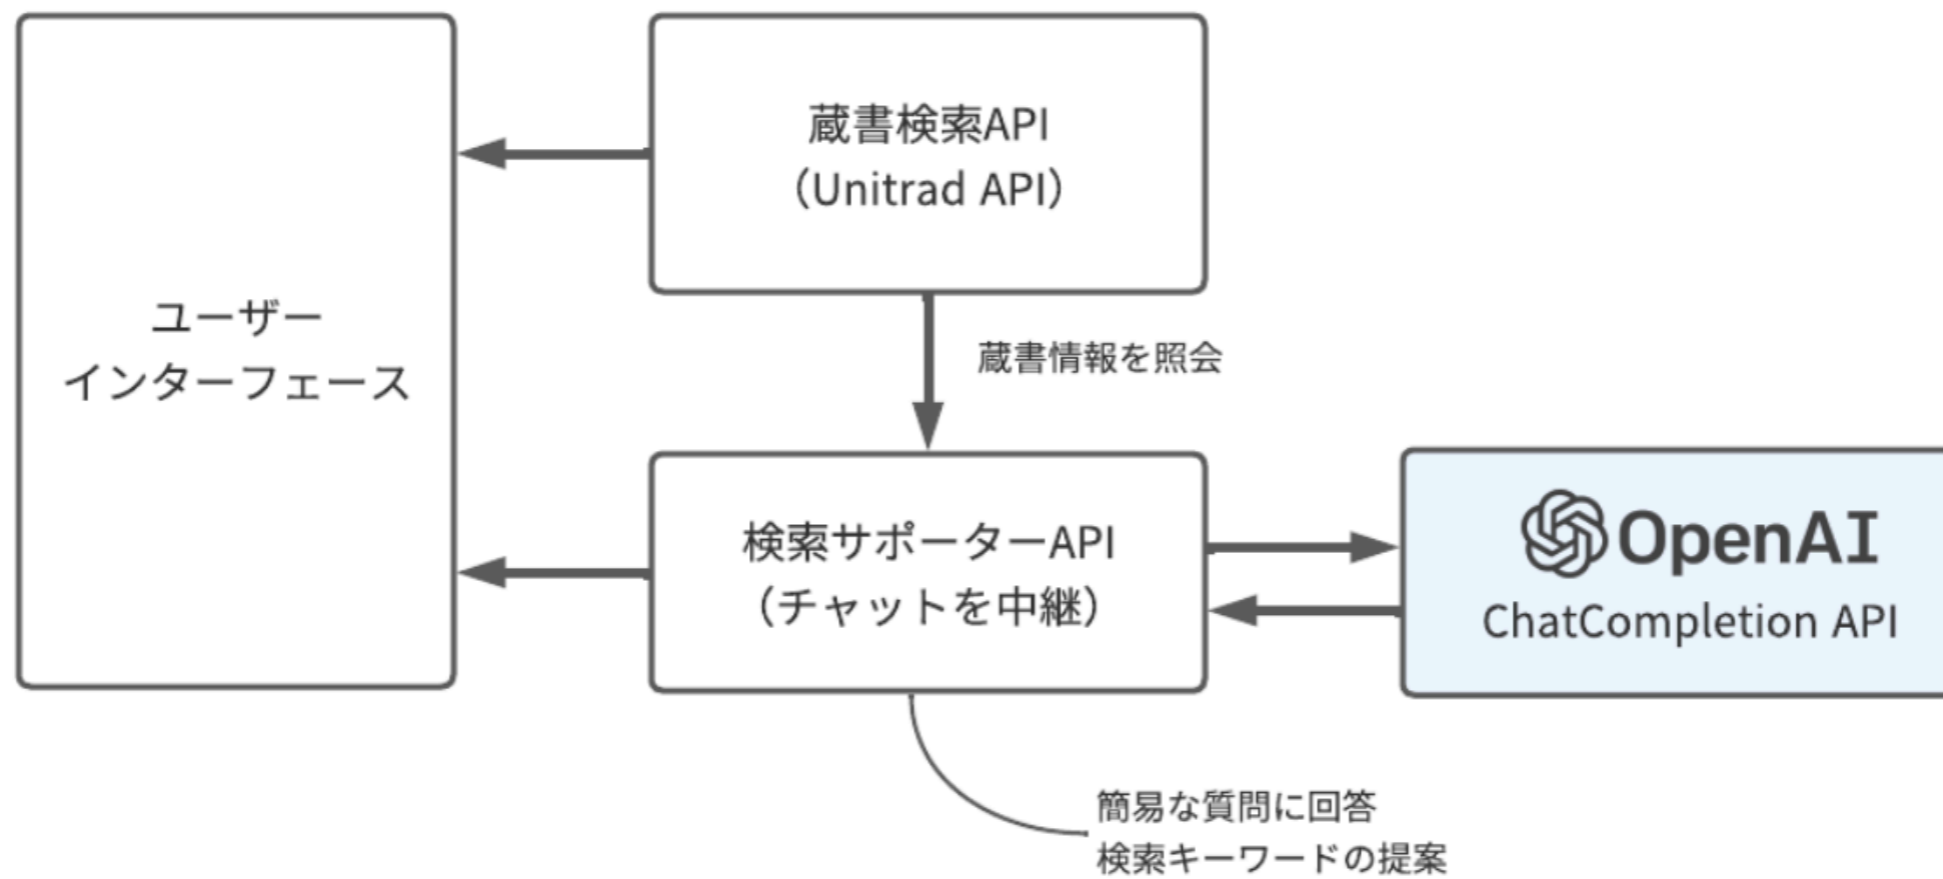 蔵書検索API
（Unitrad API）
ユーザー
インターフェース
蔵書情報を照会
検索サポーターAPI
（チャットを中継）
OpenAI
ChatCompletion API
簡易な質問に回答
検索キーワードの提案